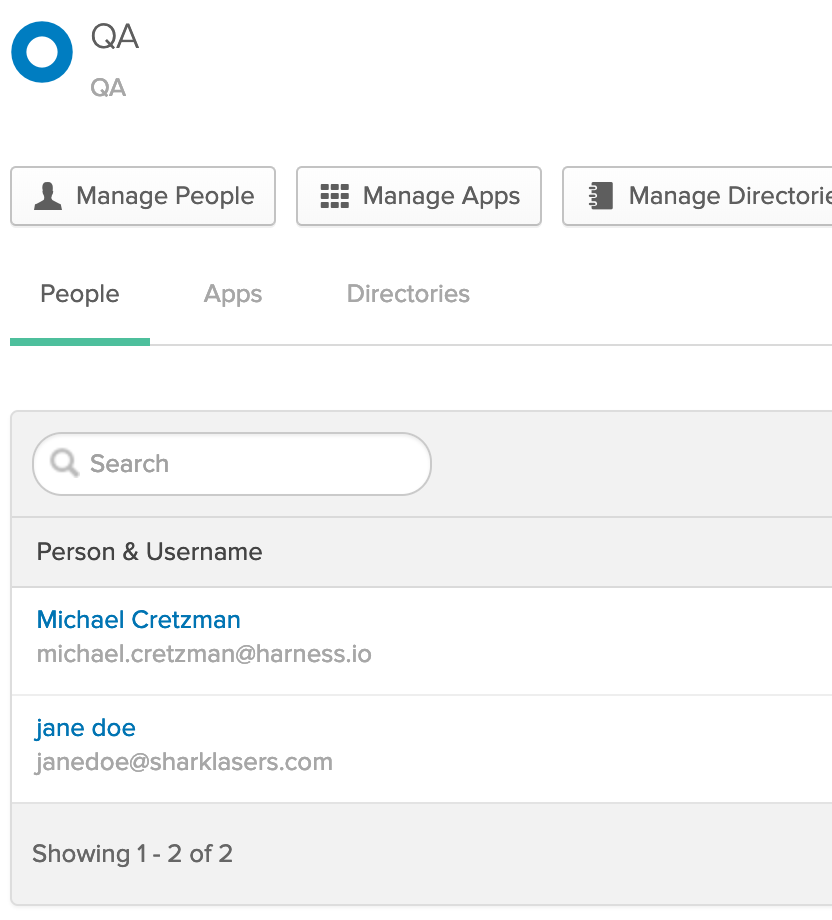 QA
QA
Manage People
Manage Apps
Manage Directorie
People
Apps
Directories
Search
Person & Username
Michael Cretzman
michael.cretzman@harness.io
jane doe
janedoe@sharklasers.com
Showing 1 - 2 of 2